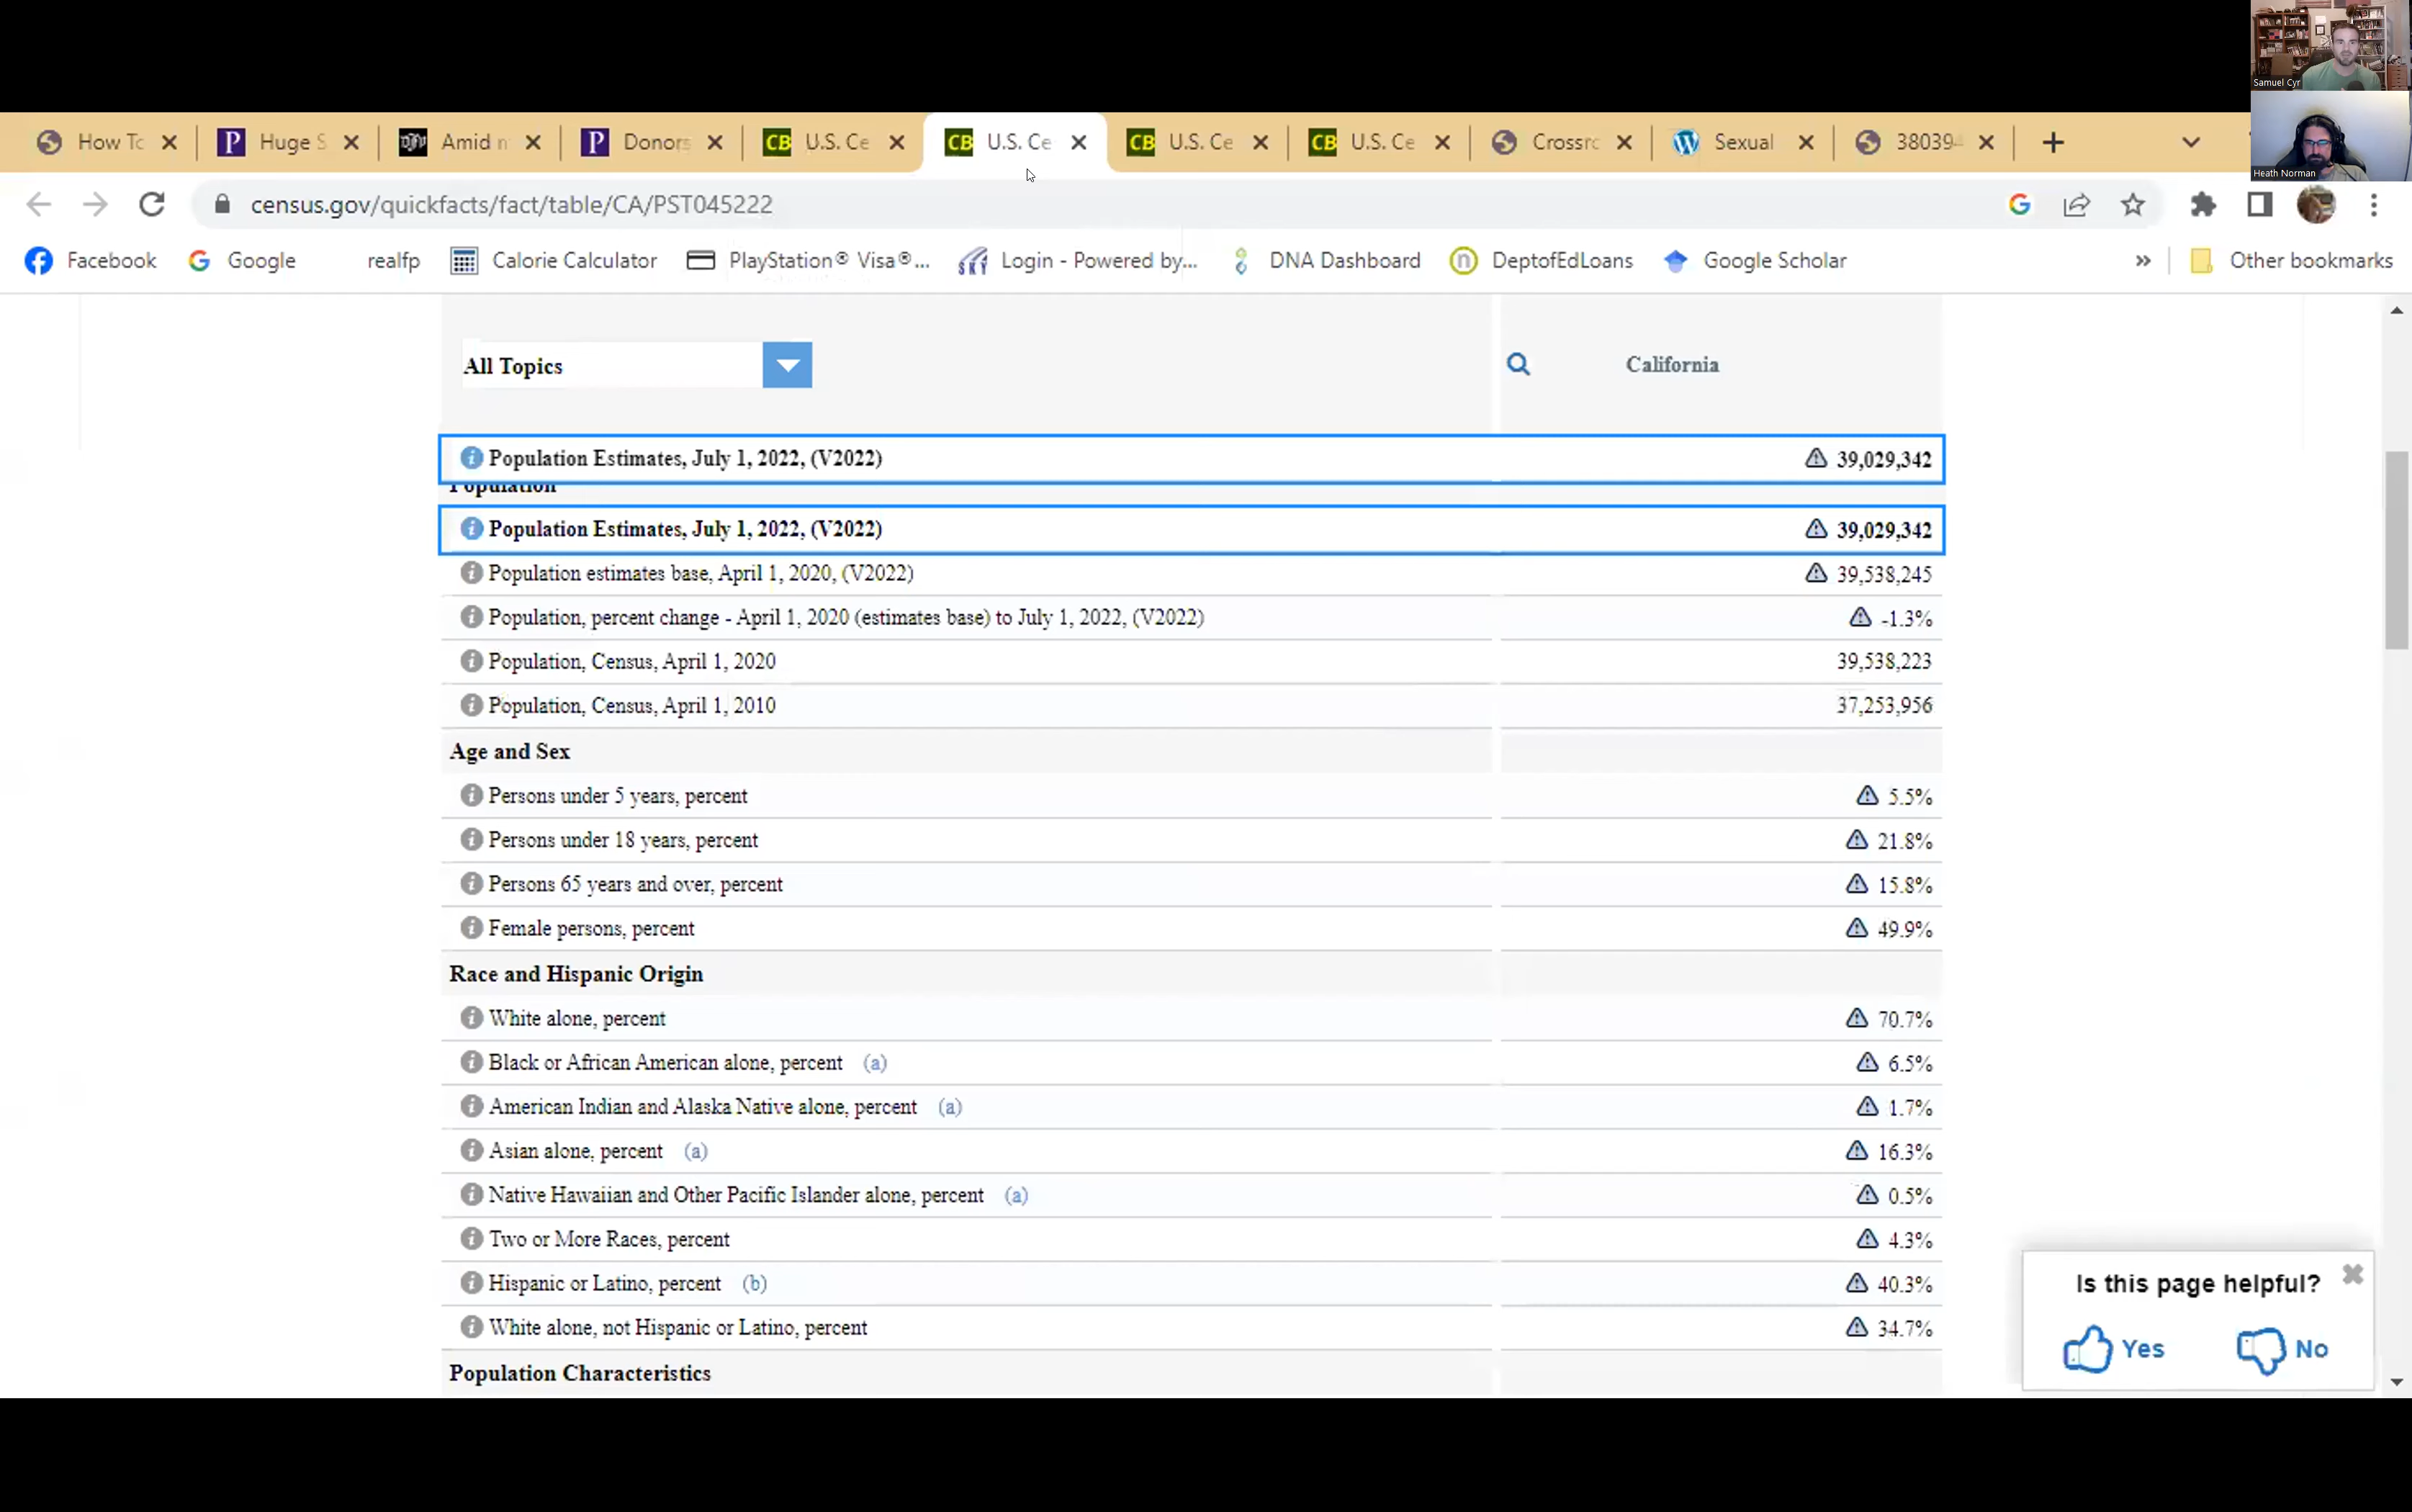 Samuel Cyr
Heath Norman
How To
Huge S
Amid n
Donors
U.S. Ce
U.S. Ce
U.S. Ce
U.S. Ce
Crossro
Sexual
38039
census.gov/quickfacts/fact/table/CA/PST045222
Facebook Google realfp Calorie Calculator PlayStation® Visa®... Login - Powered by... DNA Dashboard DeptofEdLoans Google Scholar » Other bookmarks
All Topics California
Population Estimates, July 1, 2022, (V2022) 39,029,342
Population
Population Estimates, July 1, 2022, (V2022) 39,029,342
Population estimates base, April 1, 2020, (V2022) 39,538,245
Population, percent change - April 1, 2020 (estimates base) to July 1, 2022, (V2022) -1.3%
Population, Census, April 1, 2020 39,538,223
Population, Census, April 1, 2010 37,253,956
Age and Sex
Persons under 5 years, percent 5.5%
Persons under 18 years, percent 21.8%
Persons 65 years and over, percent 15.8%
Female persons, percent 49.9%
Race and Hispanic Origin
White alone, percent 70.7%
Black or African American alone, percent (a) 6.5%
American Indian and Alaska Native alone, percent (a) 1.7%
Asian alone, percent (a) 16.3%
Native Hawaiian and Other Pacific Islander alone, percent (a) 0.5%
Two or More Races, percent 4.3%
Hispanic or Latino, percent (b) 40.3%
White alone, not Hispanic or Latino, percent 34.7%
Population Characteristics
Is this page helpful?
Yes No